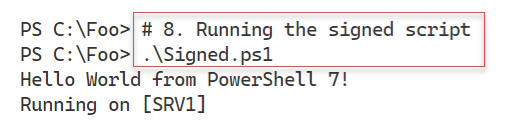 PS C:\Foo> # 8. Running the signed script
PS C:\Foo> .\Signed.ps1
Hello World from PowerShell 7!
Running on [SRV1]